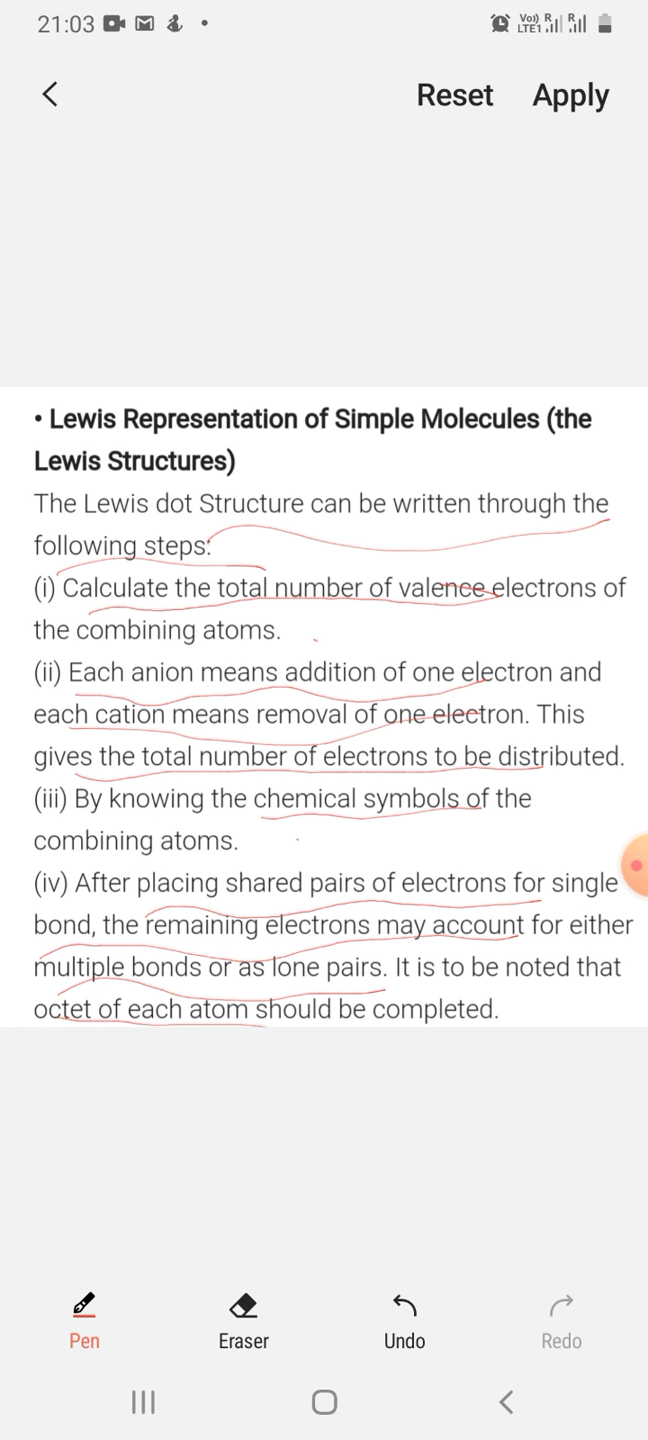 21:03
Vo)) R R
LTE1
Reset Apply
• Lewis Representation of Simple Molecules (the
Lewis Structures)
The Lewis dot Structure can be written through the
following steps:
(i) Calculate the total number of valence electrons of
the combining atoms.
(ii) Each anion means addition of one electron and
each cation means removal of one electron. This
gives the total number of electrons to be distributed.
(iii) By knowing the chemical symbols of the
combining atoms.
(iv) After placing shared pairs of electrons for single
bond, the remaining electrons may account for either
multiple bonds or as lone pairs. It is to be noted that
octet of each atom should be completed.
Pen Eraser Undo Redo